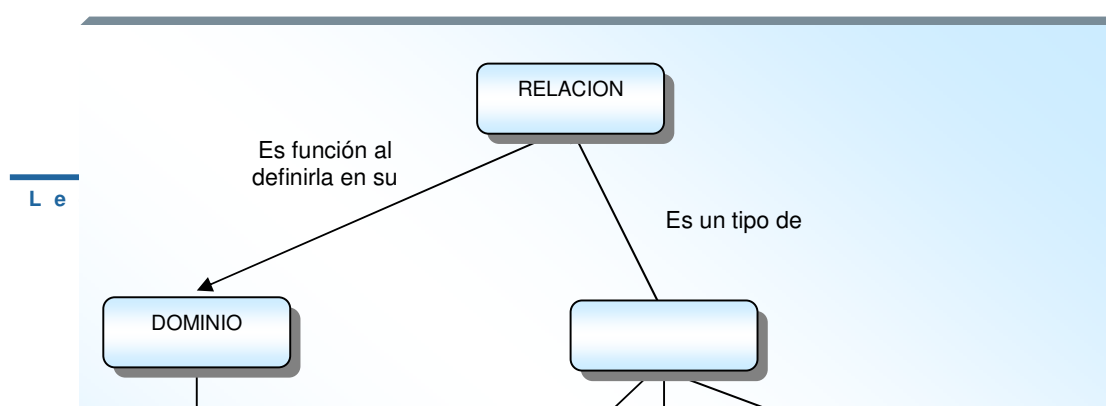 RELACION
Es función al
definirla en su
L e
Es un tipo de
DOMINIO